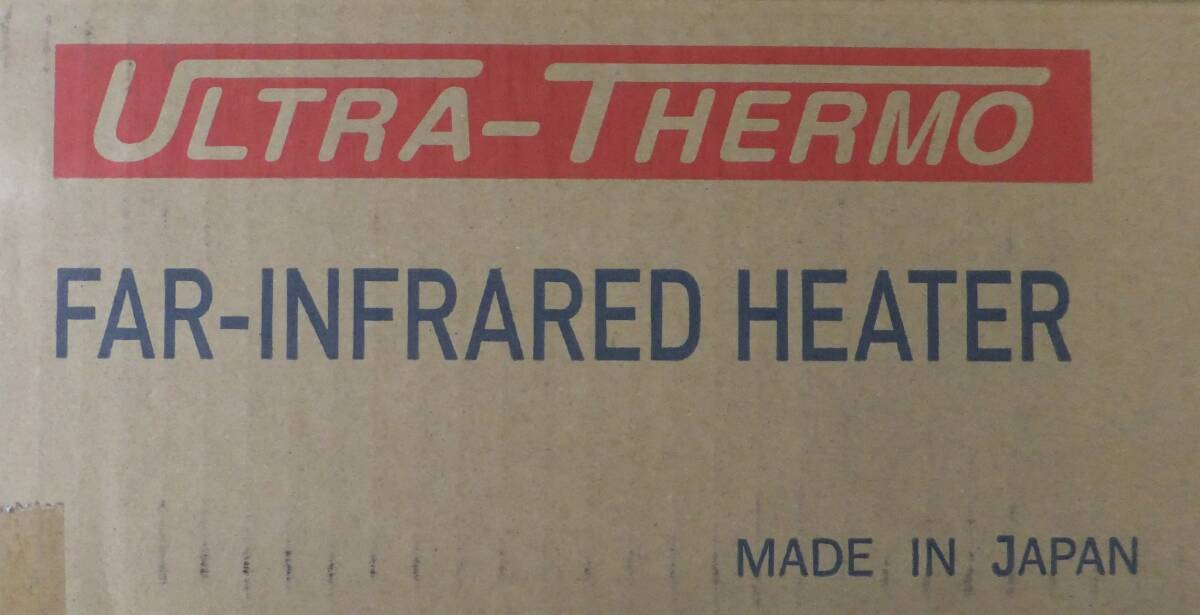 ULTRA-THERMO
FAR-INFRARED HEATER
MADE IN JAPAN